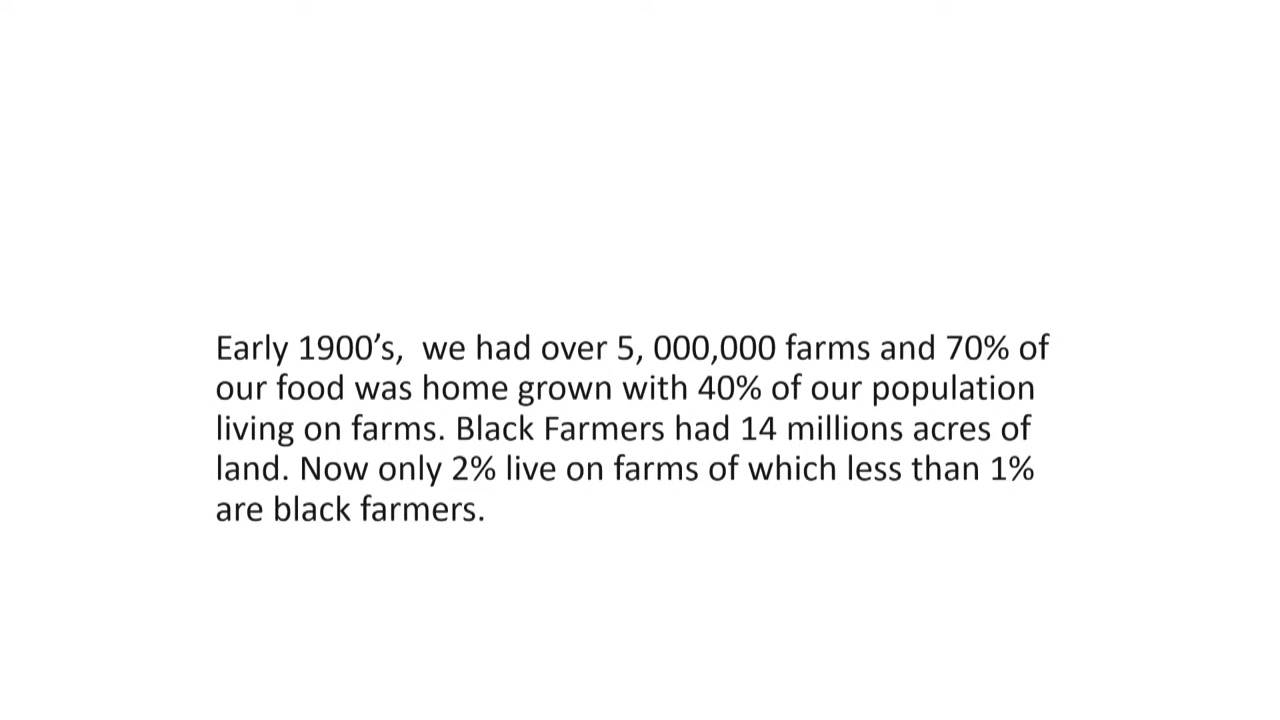 Early 1900’s,  we had over 5, 000,000 farms and 70% of
our food was home grown with 40% of our population
living on farms. Black Farmers had 14 millions acres of
land. Now only 2% live on farms of which less than 1%
are black farmers.